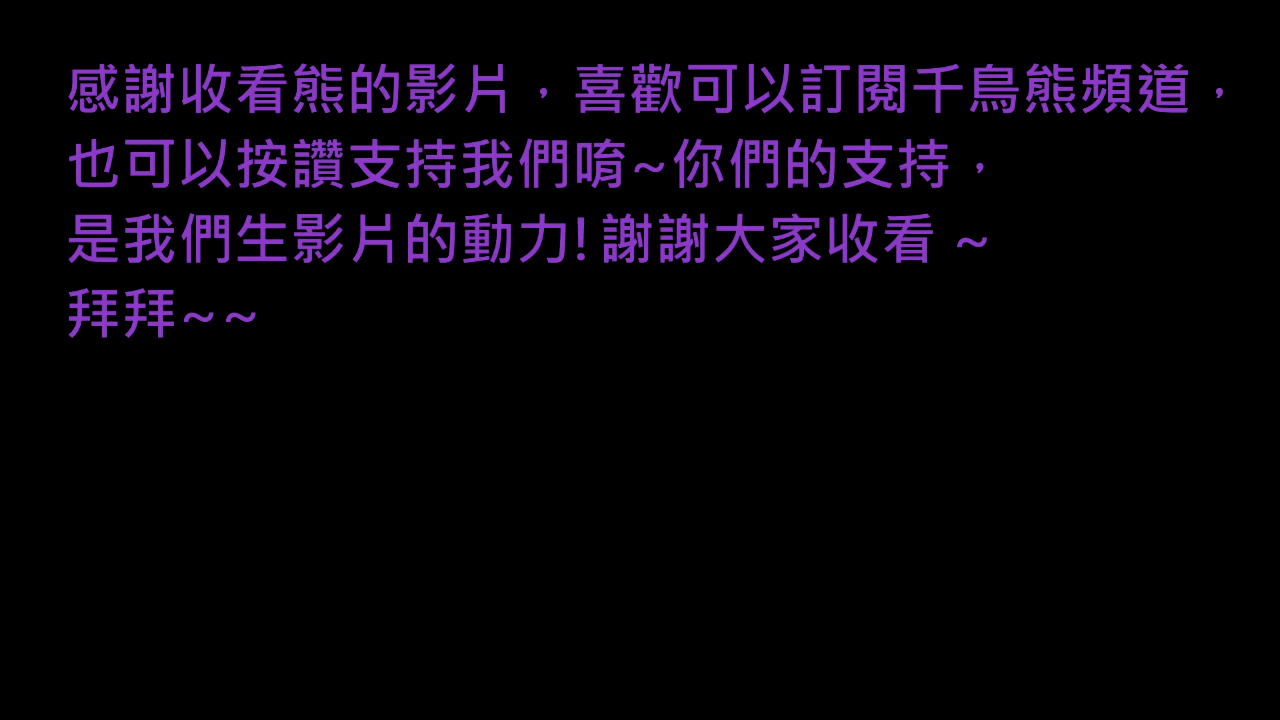 感謝收看熊的影片，喜歡可以訂閱千鳥熊頻道，
也可以按讚支持我們唷~你們的支持，
是我們生影片的動力! 謝謝大家收看 ~
拜拜~~